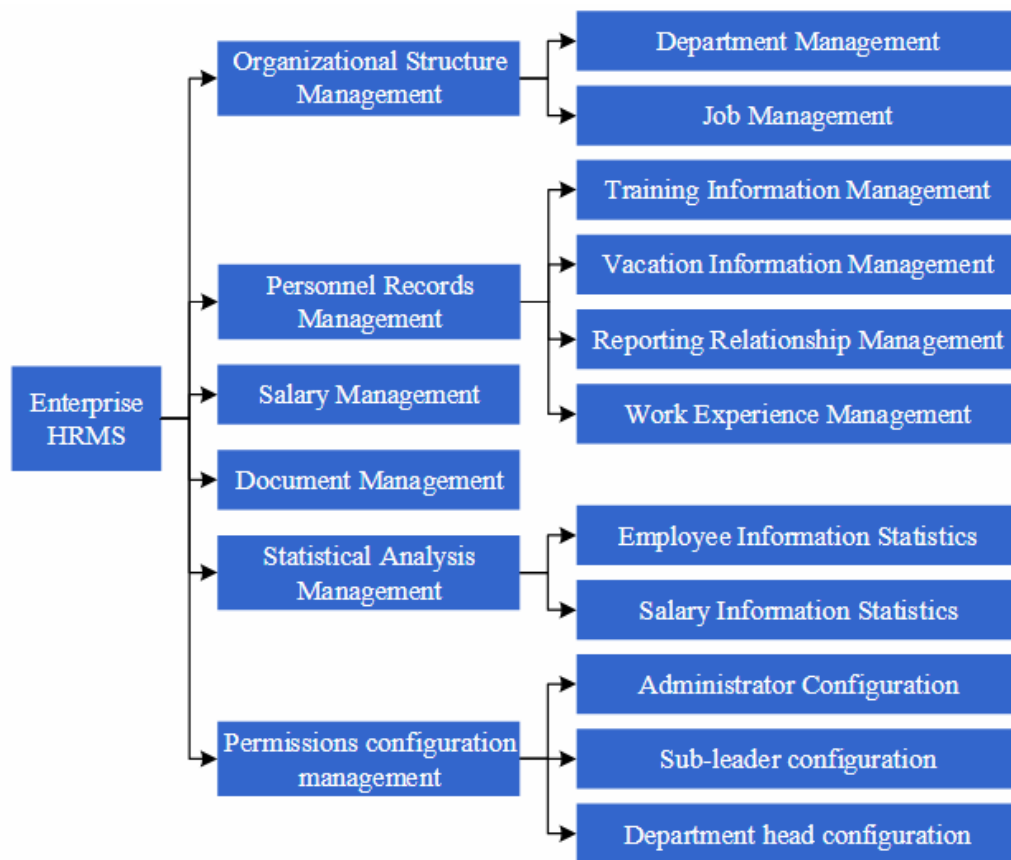 Enterprise
HRMS
Organizational Structure
Management
Department Management
Job Management
Personnel Records
Management
Training Information Management
Vacation Information Management
Reporting Relationship Management
Work Experience Management
Salary Management
Document Management
Statistical Analysis
Management
Employee Information Statistics
Salary Information Statistics
Permissions configuration
management
Administrator Configuration
Sub-leader configuration
Department head configuration